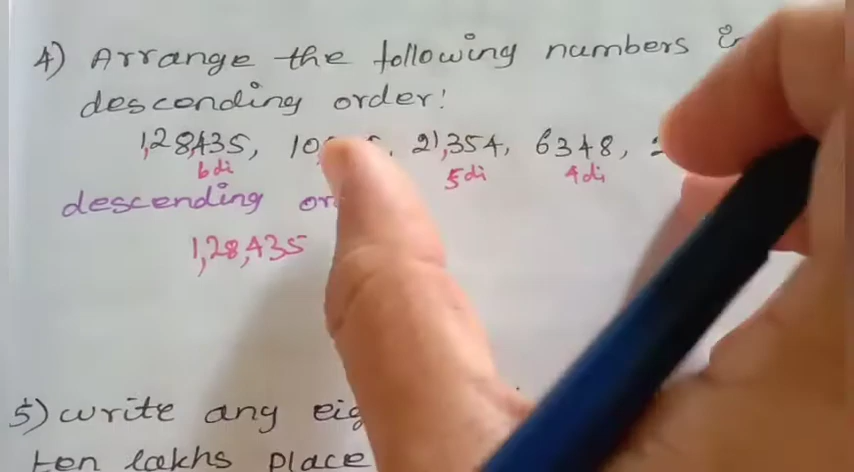 4) Arrange the following numbers
descending order:
1,28,435, 21,354, 6348,
6di 5di 4di
descending
1,28,435
5) write any
ten lakhs place